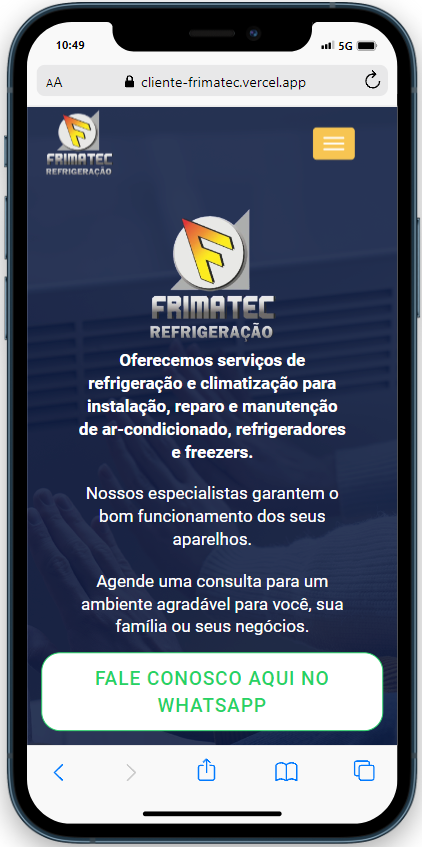 10:49
5G
AA
cliente-frimatec.vercel.app
F
FRIMATEC
REFRIGERAÇÃO
F
FRIMATEC
REFRIGERAÇÃO
Oferecemos serviços de
refrigeração e climatização para
instalação, reparo e manutenção
de ar-condicionado, refrigeradores
e freezers.
Nossos especialistas garantem o
bom funcionamento dos seus
aparelhos.
Agende uma consulta para um
ambiente agradável para você, sua
família ou seus negócios.
FALE CONOSCO AQUI NO
WHATSAPP